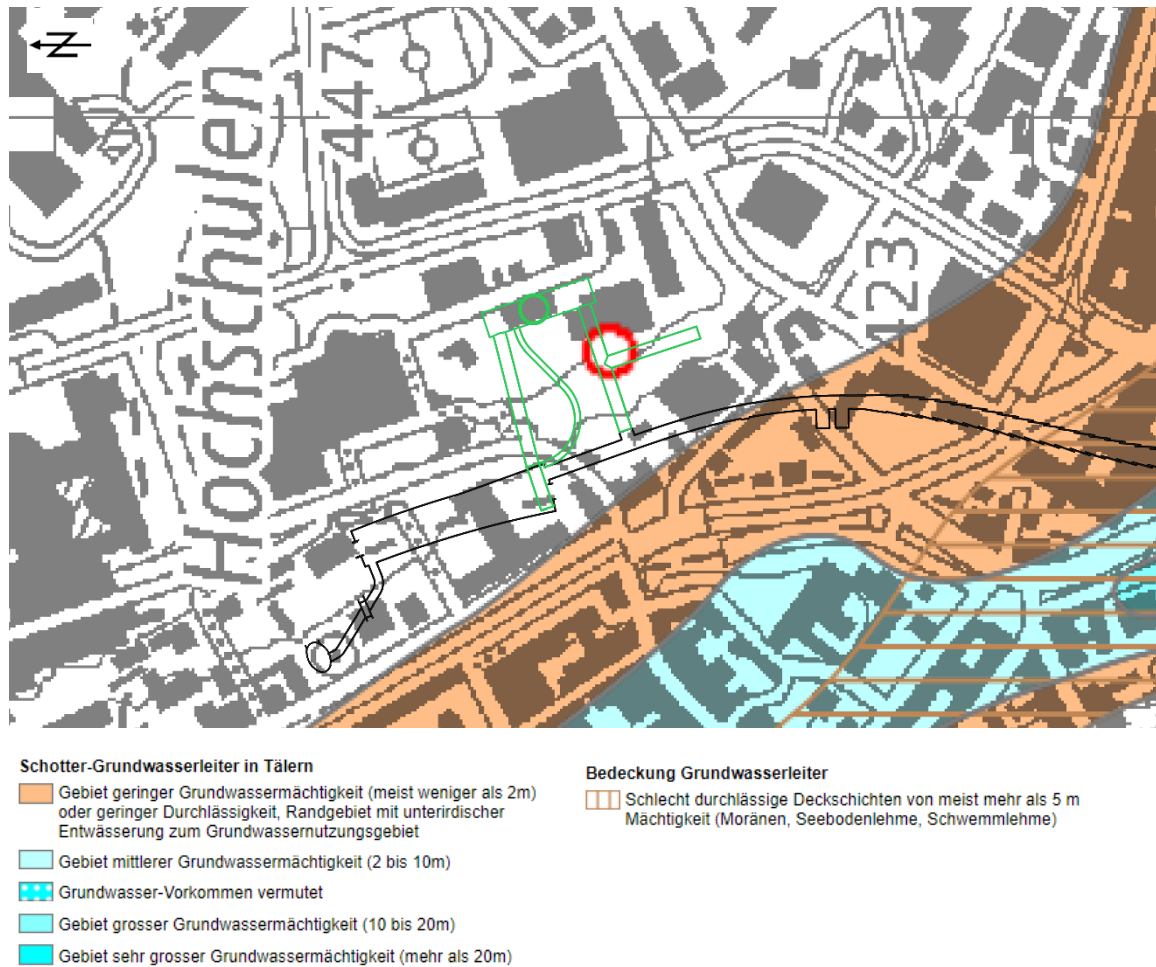 N
Hochschulen
447
423
Schotter-Grundwasserleiter in Tälern
Gebiet geringer Grundwassermächtigkeit (meist weniger als 2m)
oder geringer Durchlässigkeit, Randgebiet mit unterirdischer
Entwässerung zum Grundwassernutzungsgebiet
Gebiet mittlerer Grundwassermächtigkeit (2 bis 10m)
Grundwasser-Vorkommen vermutet
Gebiet grosser Grundwassermächtigkeit (10 bis 20m)
Gebiet sehr grosser Grundwassermächtigkeit (mehr als 20m)
Bedeckung Grundwasserleiter
Schlecht durchlässige Deckschichten von meist mehr als 5 m
Mächtigkeit (Moränen, Seebodenlehme, Schwemmlehme)